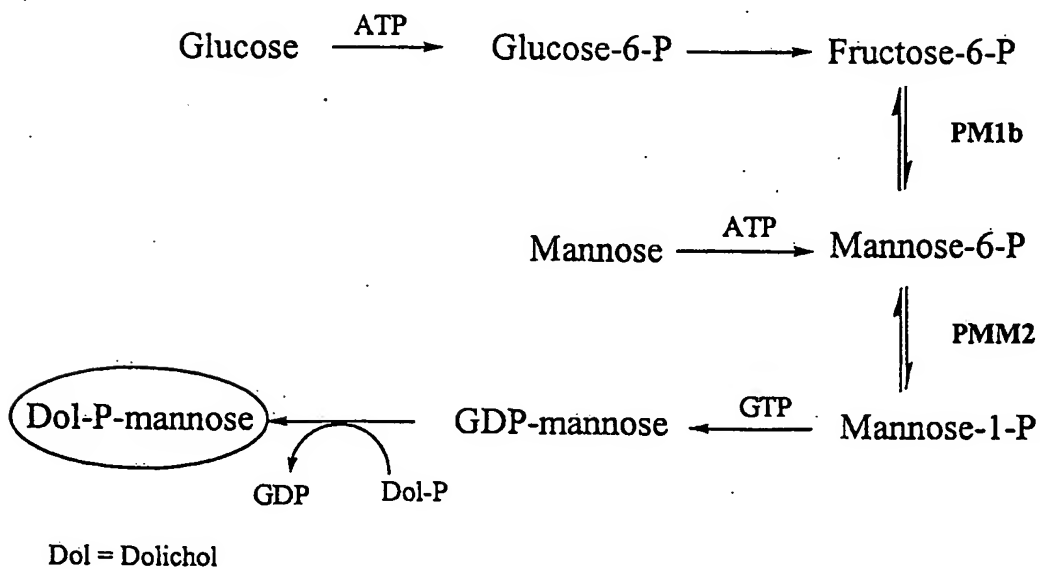 ATP
Glucose Glucose-6-P Fructose-6-P
PM1b
ATP
Mannose Mannose-6-P
PMM2
GTP
Dol-P-mannose GDP-mannose Mannose-1-P
GDP Dol-P
Dol = Dolichol